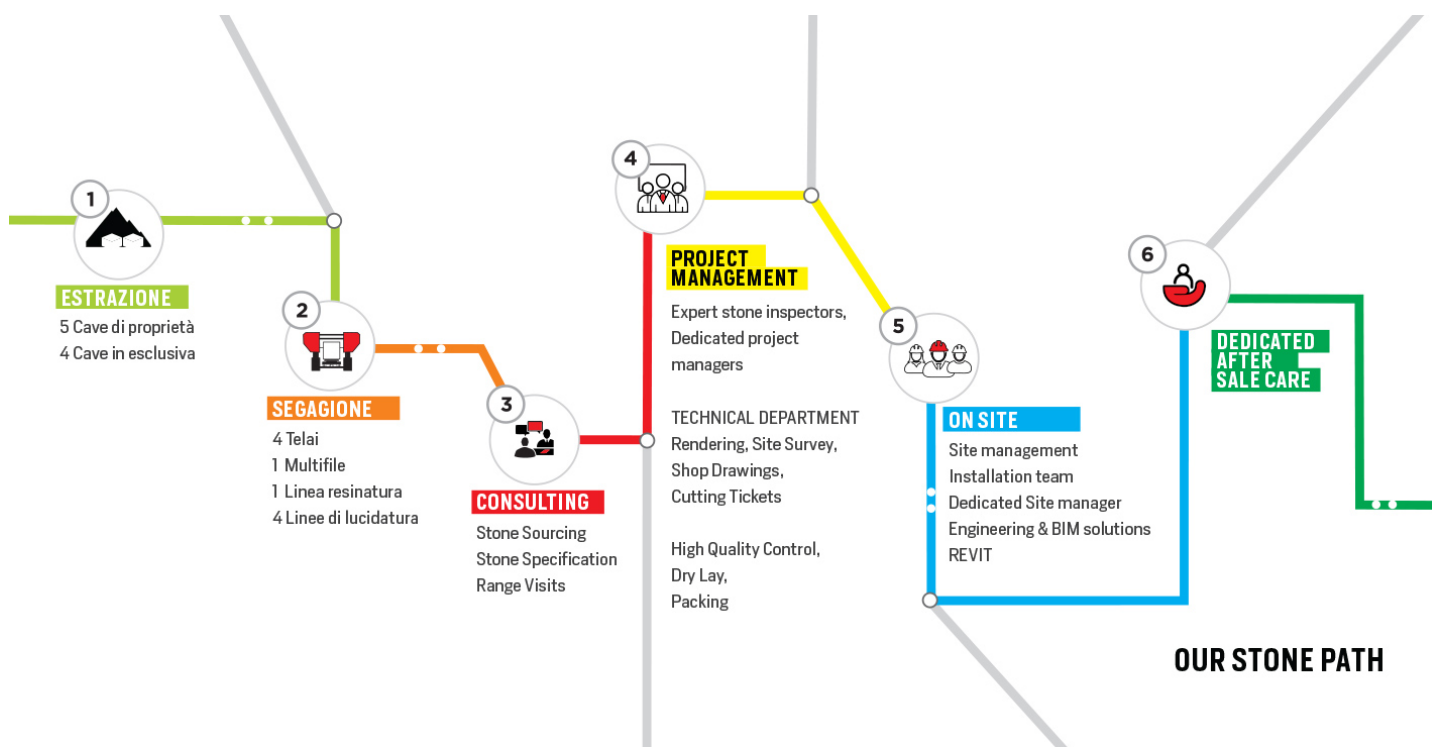 1
ESTRAZIONE
5 Cave di proprietà
4 Cave in esclusiva
2
SEGAGIONE
4 Telai
1 Multifile
1 Linea resinatura
4 Linee di lucidatura
3
CONSULTING
Stone Sourcing
Stone Specification
Range Visits
4
PROJECT
MANAGEMENT
Expert stone inspectors,
Dedicated project
managers
TECHNICAL DEPARTMENT
Rendering, Site Survey,
Shop Drawings,
Cutting Tickets
High Quality Control,
Dry Lay,
Packing
5
ON SITE
Site management
Installation team
Dedicated Site manager
Engineering & BIM solutions
REVIT
6
DEDICATED
AFTER
SALE CARE
OUR STONE PATH